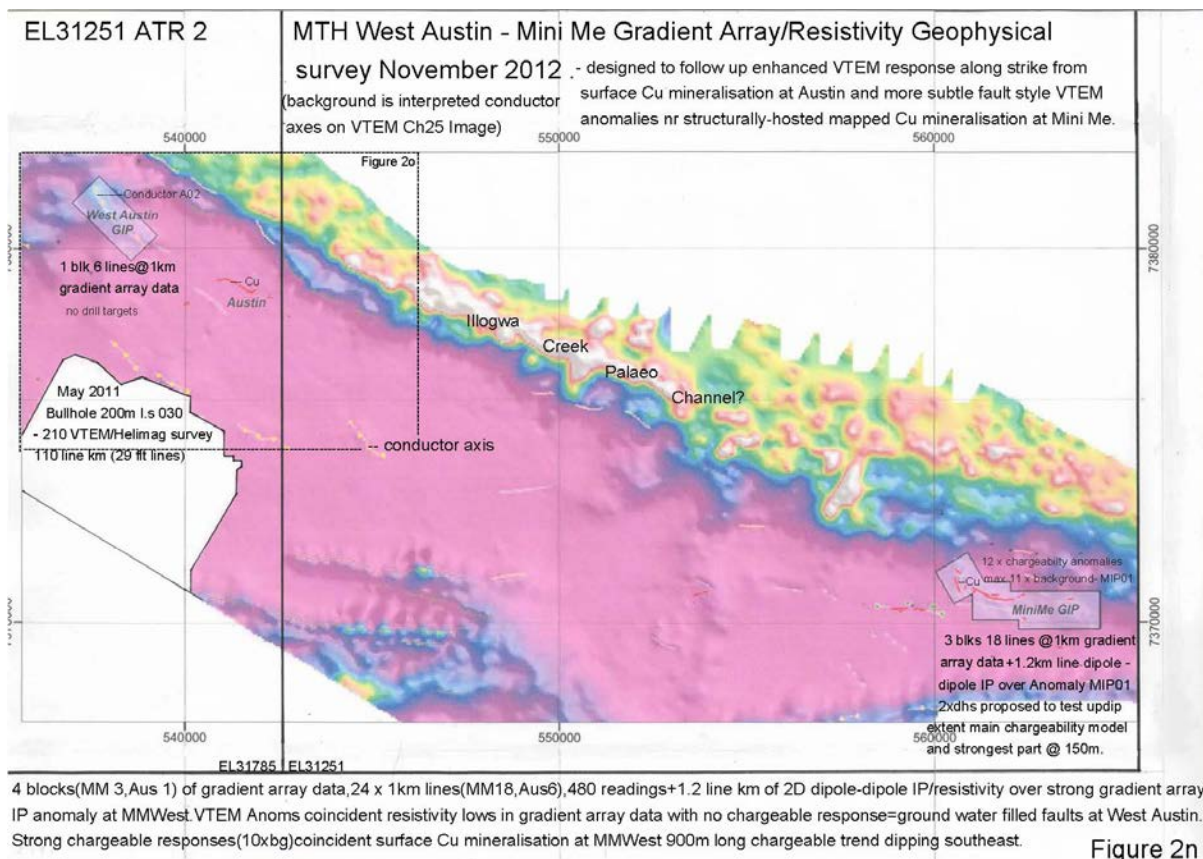 EL31251 ATR 2
MTH West Austin - Mini Me Gradient Array/Resistivity Geophysical
survey November 2012 . - designed to follow up enhanced VTEM response along strike from
(background is interpreted conductor surface Cu mineralisation at Austin and more subtle fault style VTEM
axes on VTEM Ch25 Image) anomalies nr structurally-hosted mapped Cu mineralisation at Mini Me.
540000
550000
560000
Figure 2o
Conductor A02
West Austin
GIP
7380000
1 blk 6 lines@1km
gradient array data
no drill targets
Cu
Austin
Illogwa
Creek
Palaeo
Channel?
May 2011
Bullhole 200m l.s 030
- 210 VTEM/Helimag survey
110 line km (29 flt lines)
-- conductor axis
12 x chargeabilty anomalies
max 11 x background- MIP01
Cu
MiniMe GIP
7370000
3 blks 18 lines @1km gradient
array data+1.2km line dipole -
dipole IP over Anomaly MIP01
2xdhs proposed to test updip
extent main chargeability model
and strongest part @ 150m.
540000
550000
560000
EL31785
EL31251
4 blocks(MM 3,Aus 1) of gradient array data,24 x 1km lines(MM18,Aus6),480 readings+1.2 line km of 2D dipole-dipole IP/resistivity over strong gradient array
IP anomaly at MMWest.VTEM Anoms coincident resistivity lows in gradient array data with no chargeable response=ground water filled faults at West Austin.
Strong chargeable responses(10xbg)coincident surface Cu mineralisation at MMWest 900m long chargeable trend dipping southeast.
Figure 2n